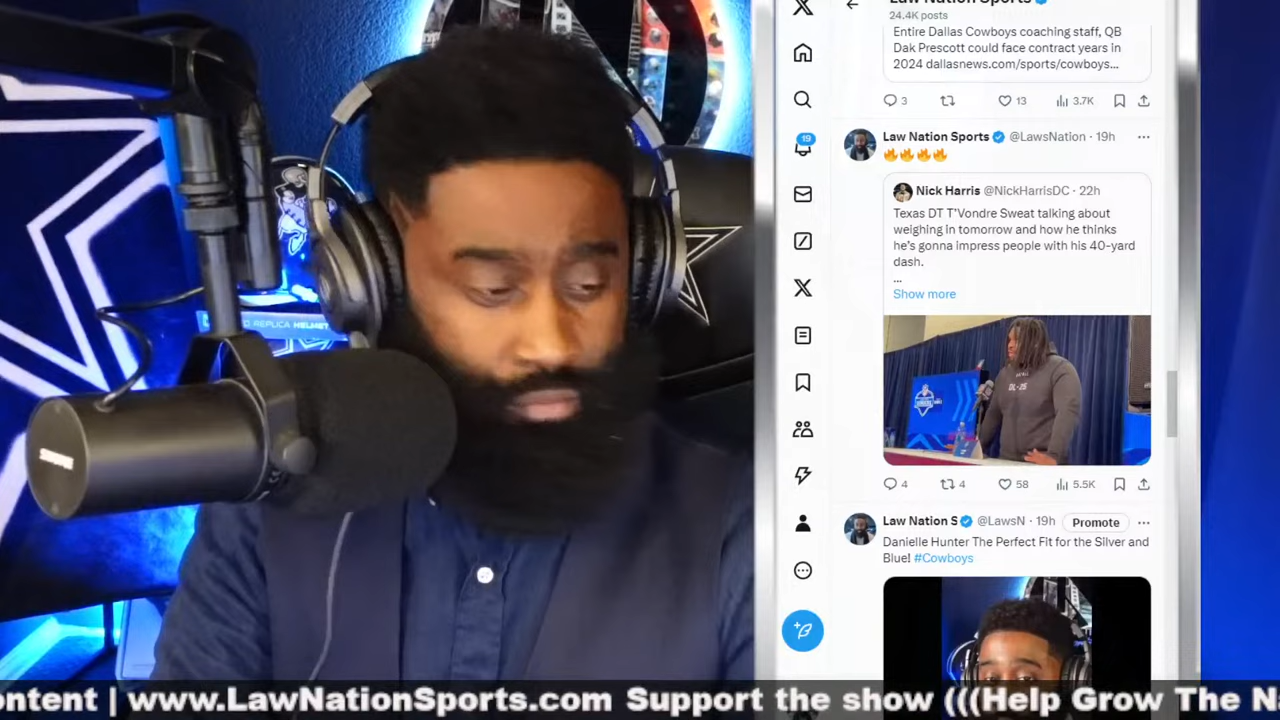 Law Nation Sports
24.4K posts
Entire Dallas Cowboys coaching staff, QB
Dak Prescott could face contract years in
2024 dallasnews.com/sports/cowboys...
3 13 3.7K
19
Law Nation Sports @LawsNation · 19h
🔥🔥🔥🔥
Nick Harris @NickHarrisDC · 22h
Texas DT T'Vondre Sweat talking about
weighing in tomorrow and how he thinks
he's gonna impress people with his 40-yard
dash.
...
Show more
DL-25
4 4 58 5.5K
Law Nation S @LawsN · 19h Promote
Danielle Hunter The Perfect Fit for the Silver and
Blue! #Cowboys
REPLICA HELMET
SHURE
ontent | www.LawNationSports.com Support the show (((Help Grow The N